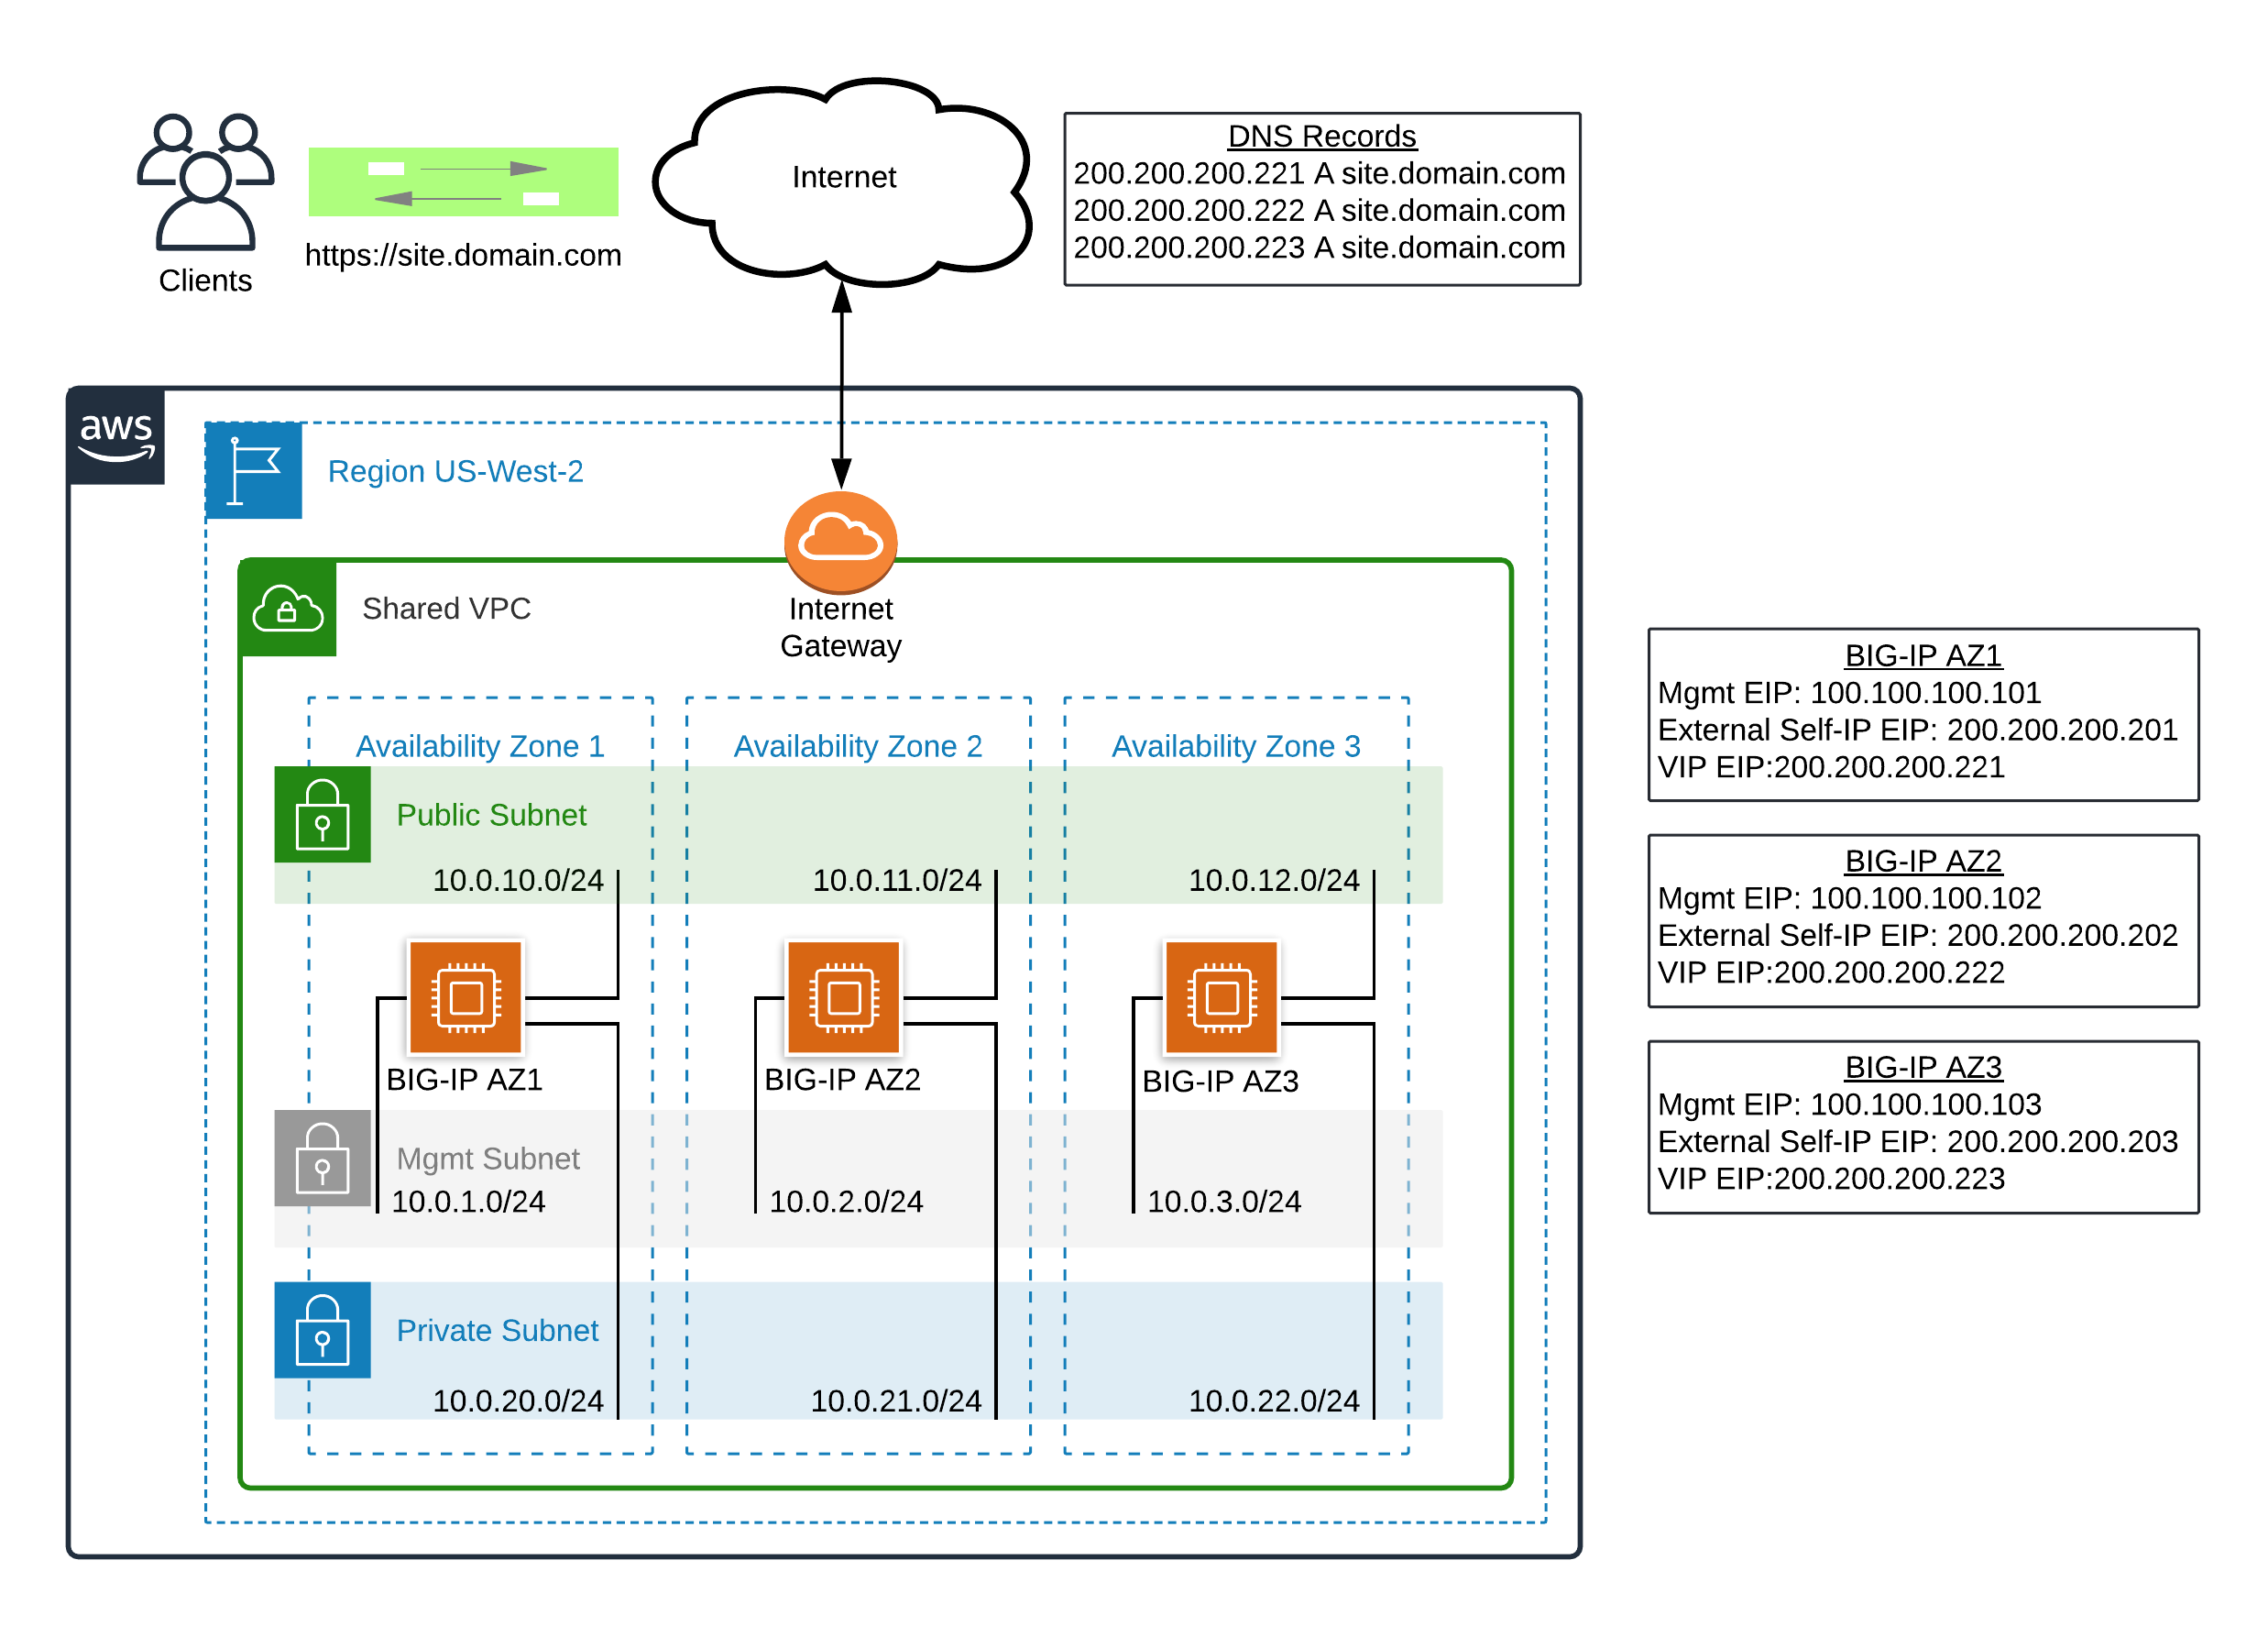 Clients
https://site.domain.com
Internet
DNS Records
200.200.200.221 A site.domain.com
200.200.200.222 A site.domain.com
200.200.200.223 A site.domain.com
aws
Region US-West-2
Shared VPC
Internet
Gateway
Availability Zone 1
Availability Zone 2
Availability Zone 3
Public Subnet
10.0.10.0/24
10.0.11.0/24
10.0.12.0/24
BIG-IP AZ1
BIG-IP AZ2
BIG-IP AZ3
Mgmt Subnet
10.0.1.0/24
10.0.2.0/24
10.0.3.0/24
Private Subnet
10.0.20.0/24
10.0.21.0/24
10.0.22.0/24
BIG-IP AZ1
Mgmt EIP: 100.100.100.101
External Self-IP EIP: 200.200.200.201
VIP EIP:200.200.200.221
BIG-IP AZ2
Mgmt EIP: 100.100.100.102
External Self-IP EIP: 200.200.200.202
VIP EIP:200.200.200.222
BIG-IP AZ3
Mgmt EIP: 100.100.100.103
External Self-IP EIP: 200.200.200.203
VIP EIP:200.200.200.223